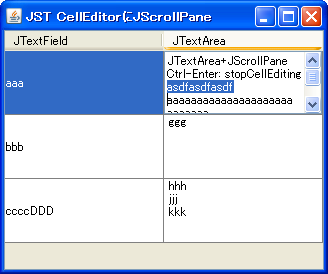 JST CellEditorにJScrollPane
JTextField JTextArea
aaa
JTextArea+JScrollPane
Ctrl-Enter: stopCellEditing
asdfasdfasdf
bbb
ggg
ccccDDD
hhh
jjj
kkk